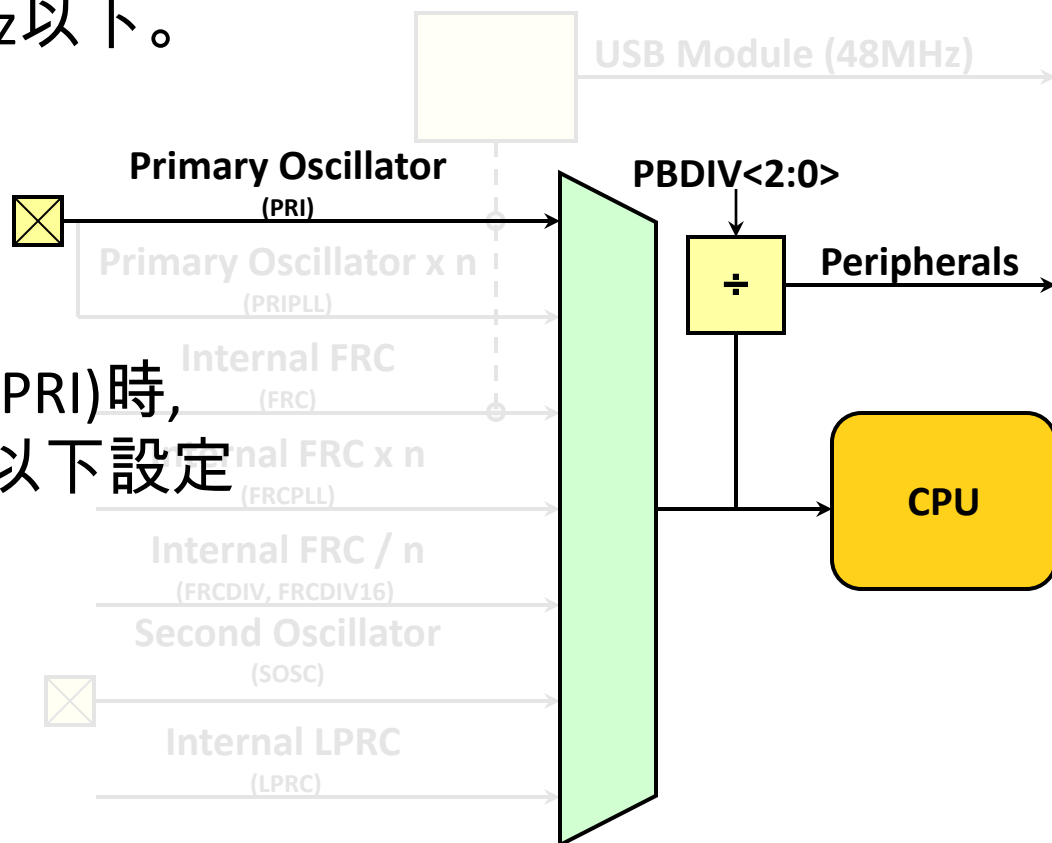 z以下。
USB Module (48MHz)
Primary Oscillator
(PRI)
PBDIV<2:0>
Primary Oscillator x n
(PRIPLL)
÷
Peripherals
Internal FRC
(FRC)
PRI)時,
以下設定
Internal FRC x n
(FRCPLL)
CPU
Internal FRC / n
(FRCDIV, FRCDIV16)
Second Oscillator
(SOSC)
Internal LPRC
(LPRC)